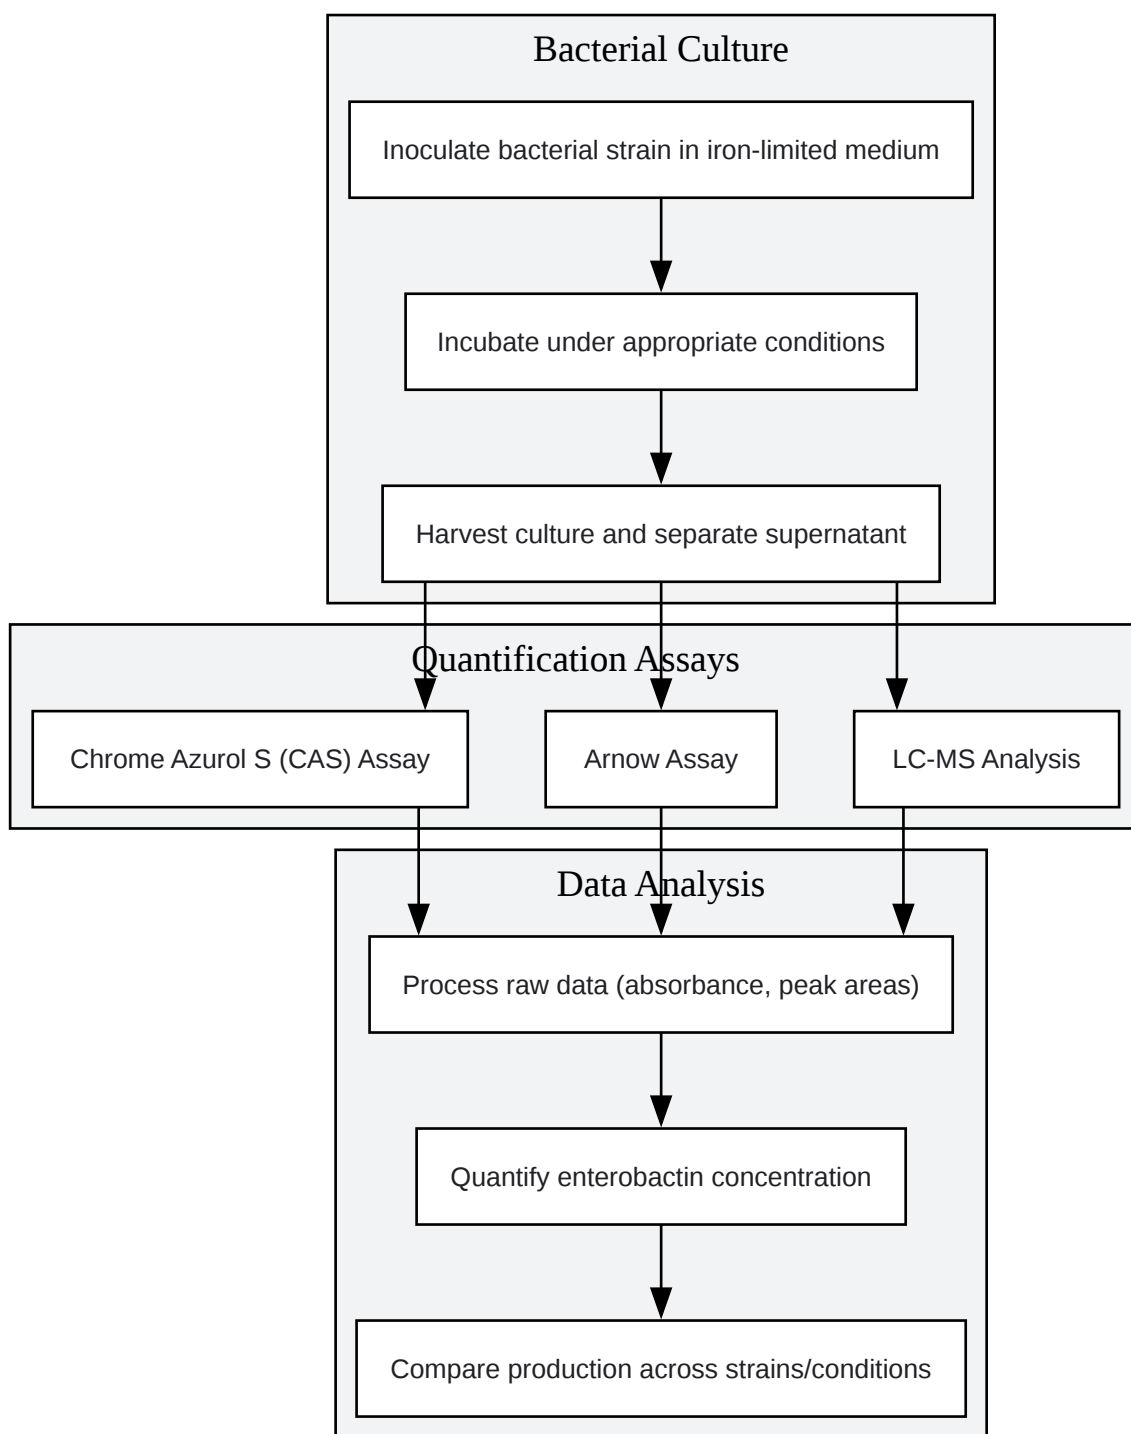 Bacterial Culture
Inoculate bacterial strain in iron-limited medium
Incubate under appropriate conditions
Harvest culture and separate supernatant
Quantification Assays
Chrome Azurol S (CAS) Assay
Arnow Assay
LC-MS Analysis
Data Analysis
Process raw data (absorbance, peak areas)
Quantify enterobactin concentration
Compare production across strains/conditions